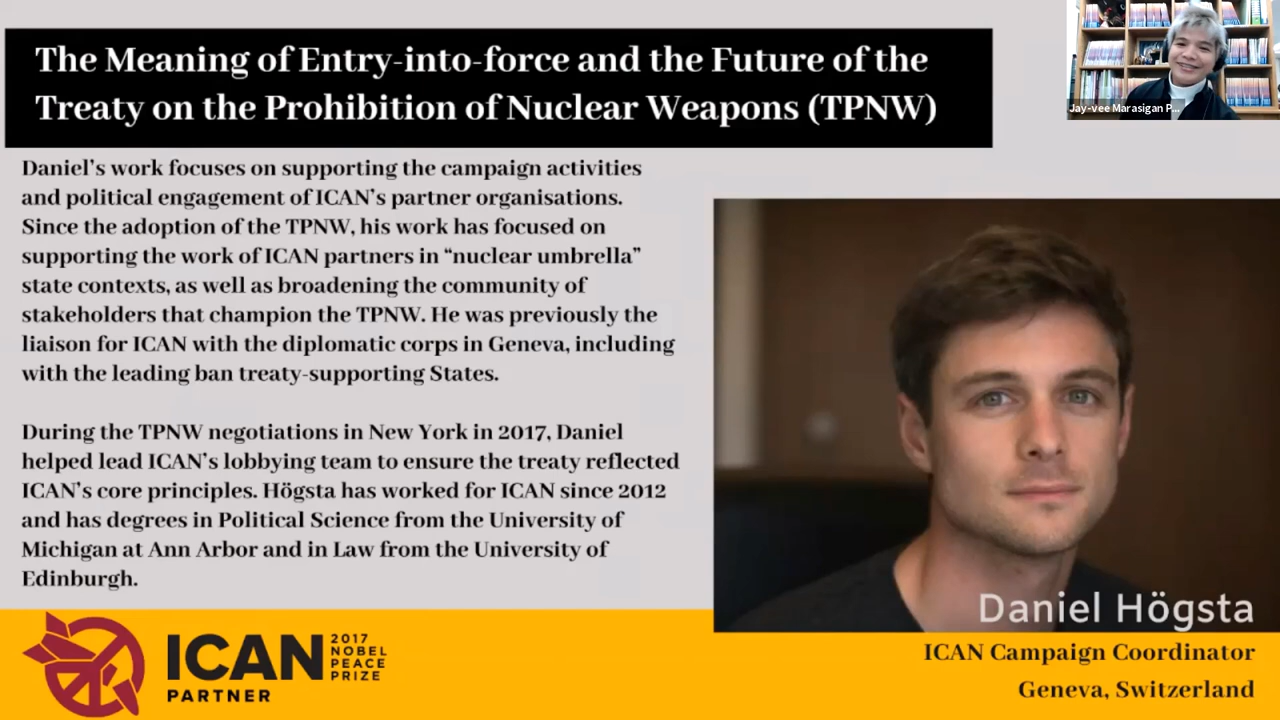 The Meaning of Entry-into-force and the Future of the
Treaty on the Prohibition of Nuclear Weapons (TPNW)
Jay-vee Marasigan P...
Daniel's work focuses on supporting the campaign activities
and political engagement of ICAN's partner organisations.
Since the adoption of the TPNW, his work has focused on
supporting the work of ICAN partners in “nuclear umbrella”
state contexts, as well as broadening the community of
stakeholders that champion the TPNW. He was previously the
liaison for ICAN with the diplomatic corps in Geneva, including
with the leading ban treaty-supporting States.
During the TPNW negotiations in New York in 2017, Daniel
helped lead ICAN's lobbying team to ensure the treaty reflected
ICAN's core principles. Högsta has worked for ICAN since 2012
and has degrees in Political Science from the University of
Michigan at Ann Arbor and in Law from the University of
Edinburgh.
Daniel Högsta
ICAN Campaign Coordinator
Geneva, Switzerland
ICAN
PARTNER
2017
NOBEL
PEACE
PRIZE